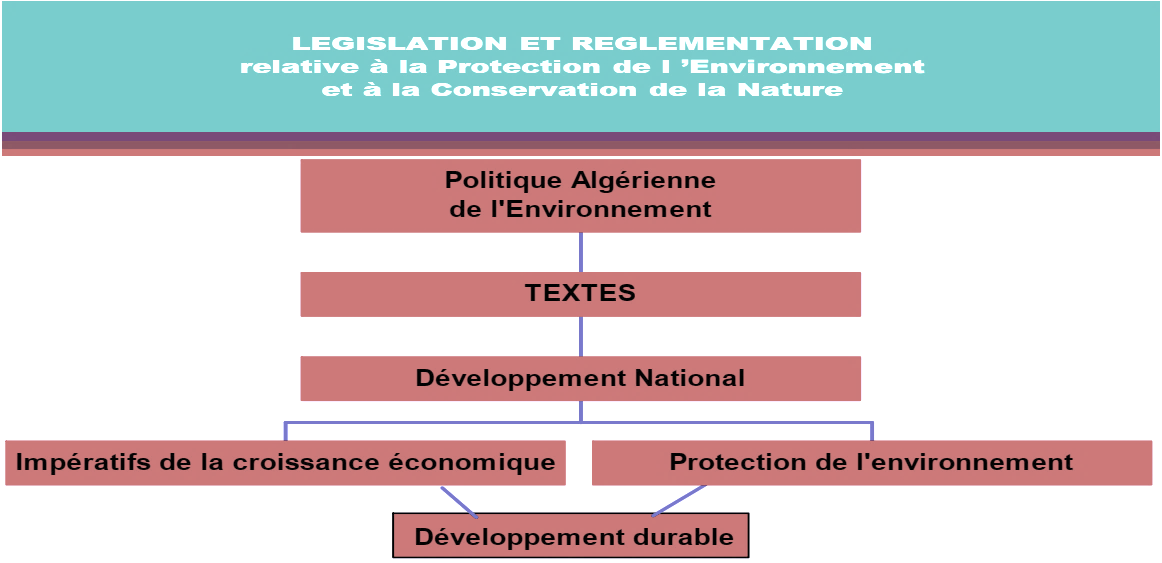 LEGISLATION ET REGLEMENTATION
relative à la Protection de l ’Environnement
et à la Conservation de la Nature
Politique Algérienne
de l'Environnement
TEXTES
Développement National
Impératifs de la croissance économique
Protection de l'environnement
Développement durable